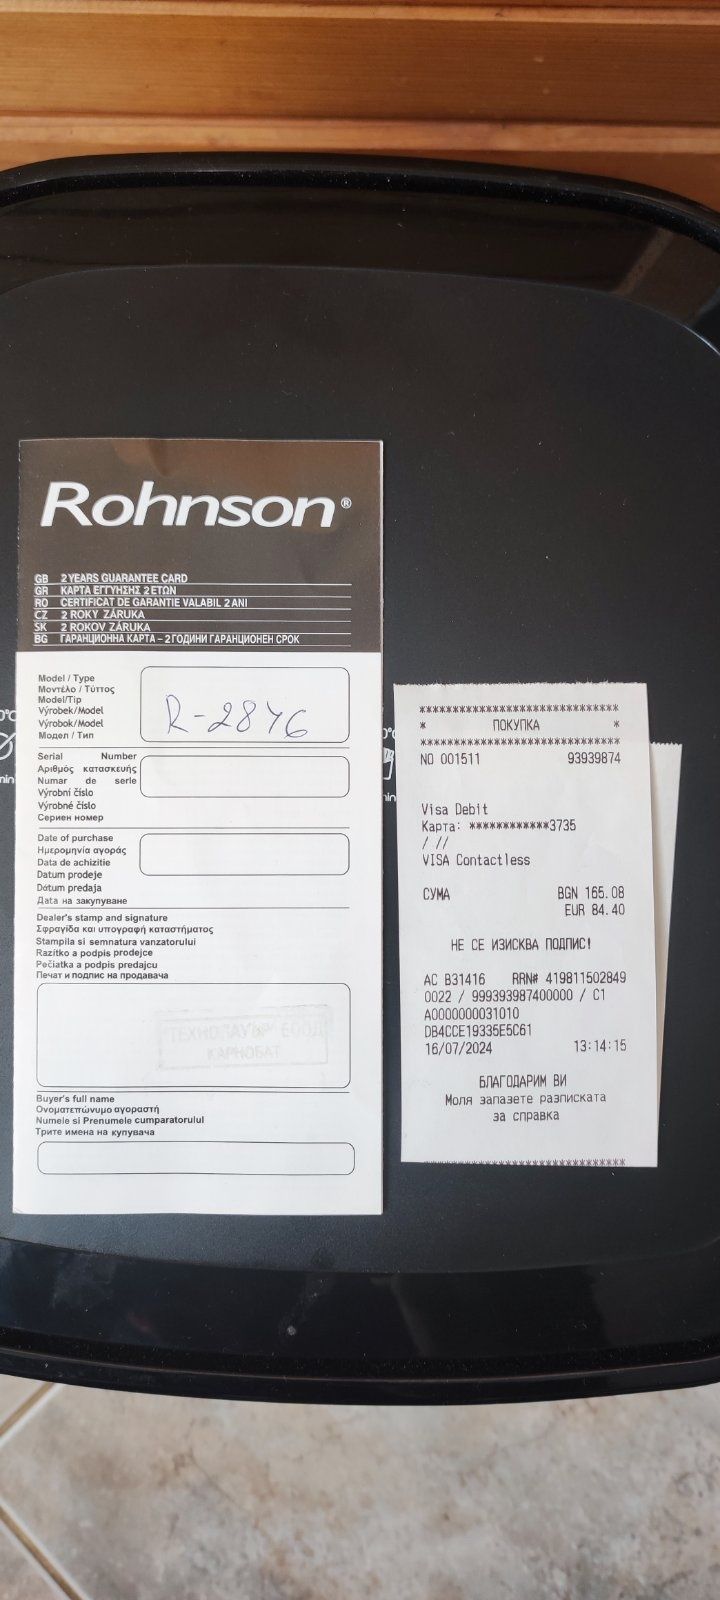 Rohnson®
GB 2 YEARS GUARANTEE CARD
GR ΚΑΡΤΑ ΕΓΓΥΗΣΗΣ 2 ΕΤΩΝ
RO CERTIFICAT DE GARANTIE VALABIL 2 ANI
CZ 2 ROKY ZÁRUKA
SK 2 ROKOV ZÁRUKA
BG ГАРАНЦИОННА КАРТА – 2 ГОДИНИ ГАРАНЦИОНЕН СРОК
Model / Type
Μοντέλο / Τύπος
Model/Tip
Výrobek/Model
Výrobok/Model
Модел / Тип
R-2846
Serial Number
Αριθμός κατασκευής
Numar de serie
Výrobní číslo
Výrobné číslo
Сериен номер
Date of purchase
Ημερομηνία αγοράς
Data de achizitie
Datum prodeje
Dátum predaja
Дата на закупуване
Dealer's stamp and signature
Σφραγίδα και υπογραφή καταστήματος
Stampila si semnatura vanzatorului
Razítko a podpis prodejce
Pečiatka a podpis predajcu
Печат и подпис на продавача
ЕООД
КАРНОБАТ
Buyer's full name
Ονοματεπώνυμο αγοραστή
Numele si Prenumele cumparatorului
Трите имена на купувача
******************************
* ПОКУПКА *
******************************
NO 001511 93939874
Visa Debit
Карта: ************3735
/ //
VISA Contactless
СУМА BGN 165.08
EUR 84.40
НЕ СЕ ИЗИСКВА ПОДПИС!
AC B31416 RRN# 419811502849
0022 / 999393987400000 / C1
A0000000031010
DB4CCE19335E5C61
16/07/2024 13:14:15
БЛАГОДАРИМ ВИ
Моля запазете разписката
за справка
******************************